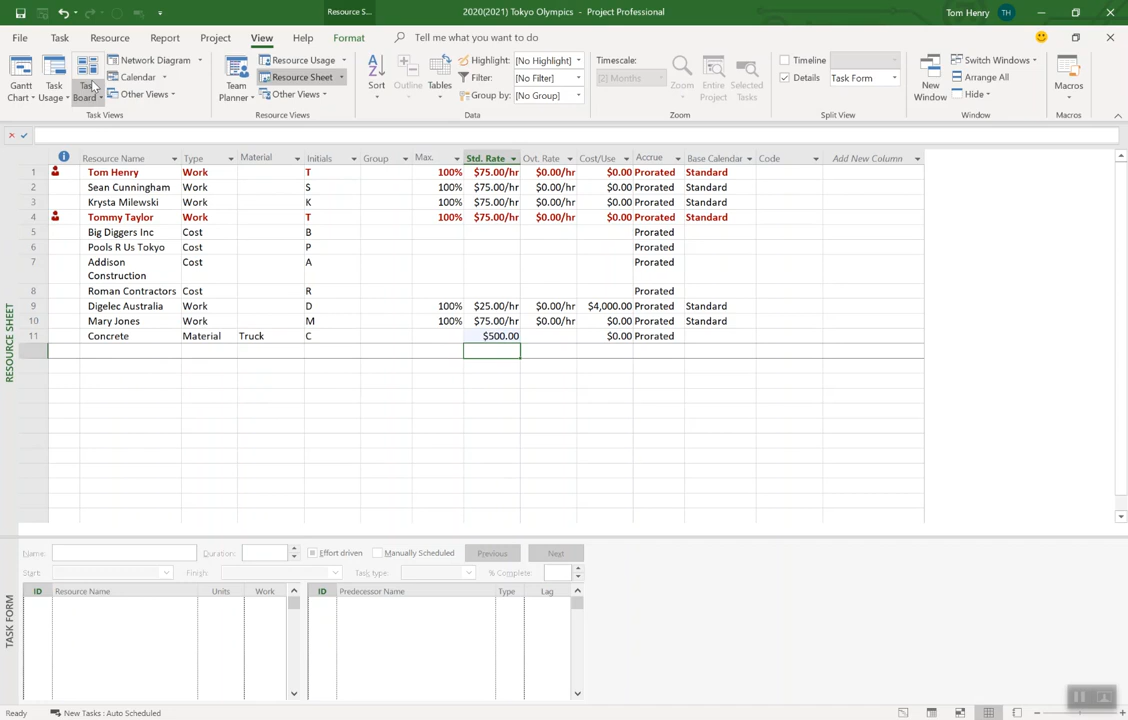 Resource S...
2020(2021) Tokyo Olympics - Project Professional
Tom Henry
TH
File Task Resource Report Project View Help Format Tell me what you want to do
Gantt Chart
Task Usage
Task Board
Network Diagram
Calendar
Other Views
Task Views
Team Planner
Resource Usage
Resource Sheet
Other Views
Resource Views
Sort
Outline
Tables
Highlight: [No Highlight]
Filter: [No Filter]
Group by: [No Group]
Data
Timescale:
[2] Months
Zoom
Entire Project
Selected Tasks
Zoom
Timeline
Details Task Form
Split View
New Window
Switch Windows
Arrange All
Hide
Window
Macros
Macros
Resource Name Type Material Initials Group Max. Std. Rate Ovt. Rate Cost/Use Accrue Base Calendar Code Add New Column
1 Tom Henry Work T 100% $75.00/hr $0.00/hr $0.00 Prorated Standard
2 Sean Cunningham Work S 100% $75.00/hr $0.00/hr $0.00 Prorated Standard
3 Krysta Milewski Work K 100% $75.00/hr $0.00/hr $0.00 Prorated Standard
4 Tommy Taylor Work T 100% $75.00/hr $0.00/hr $0.00 Prorated Standard
5 Big Diggers Inc Cost B Prorated
6 Pools R Us Tokyo Cost P Prorated
7 Addison Construction Cost A Prorated
8 Roman Contractors Cost R Prorated
9 Digelec Australia Work D 100% $25.00/hr $0.00/hr $4,000.00 Prorated Standard
10 Mary Jones Work M 100% $75.00/hr $0.00/hr $0.00 Prorated Standard
11 Concrete Material Truck C $500.00 $0.00 Prorated
RESOURCE SHEET
Name: Duration: Effort driven Manually Scheduled Previous Next
Start: Finish: Task type: % Complete:
ID Resource Name Units Work ID Predecessor Name Type Lag
TASK FORM
Ready New Tasks : Auto Scheduled